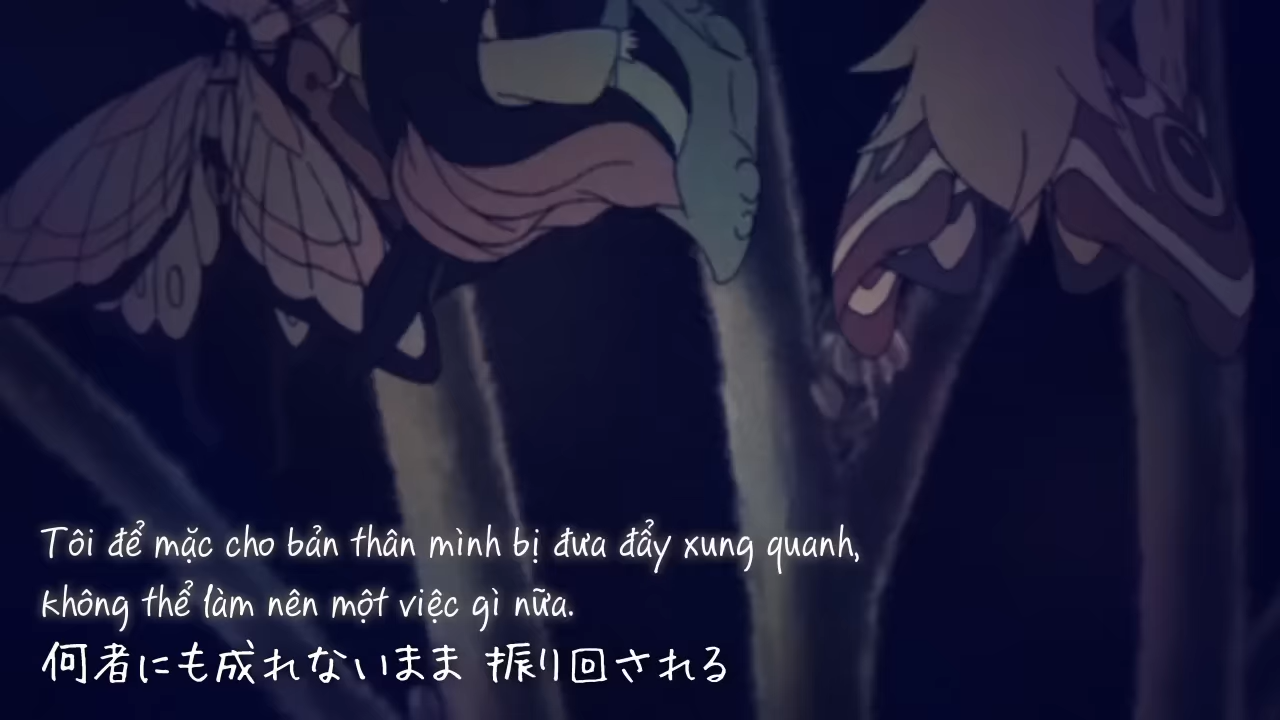 Tôi để mặc cho bản thân mình bị đưa đẩy xung quanh,
không thể làm nên một việc gì nữa.
何者にも成れないまま 振り回される